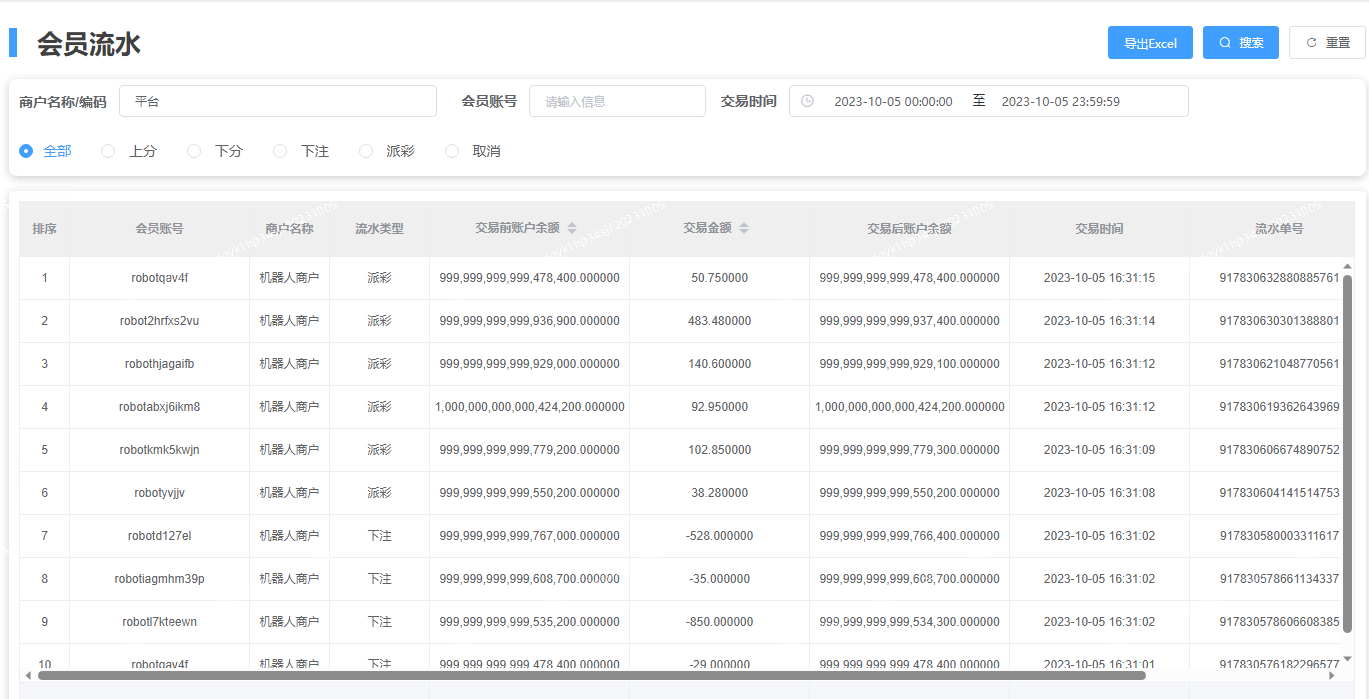 会员流水
导出Excel 搜索 重置
商户名称/编码 平台 会员账号 请输入信息 交易时间 2023-10-05 00:00:00 至 2023-10-05 23:59:59
全部 上分 下分 下注 派彩 取消
排序 会员账号 商户名称 流水类型 交易前账户余额 交易金额 交易后账户余额 交易时间 流水单号
1 robotqav4f 机器人商户 派彩 999,999,999,999,478,400.000000 50.750000 999,999,999,999,478,400.000000 2023-10-05 16:31:15 917830632880885761
2 robot2hrfxs2vu 机器人商户 派彩 999,999,999,999,936,900.000000 483.480000 999,999,999,999,937,400.000000 2023-10-05 16:31:14 917830630301388801
3 robothjagaifb 机器人商户 派彩 999,999,999,999,929,000.000000 140.600000 999,999,999,999,929,100.000000 2023-10-05 16:31:12 917830621048770561
4 robotabxj6ikm8 机器人商户 派彩 1,000,000,000,000,424,200.000000 92.950000 1,000,000,000,000,424,200.000000 2023-10-05 16:31:12 917830619362643969
5 robotkmk5kwjn 机器人商户 派彩 999,999,999,999,779,200.000000 102.850000 999,999,999,999,779,300.000000 2023-10-05 16:31:09 917830606674890752
6 robotyvjjv 机器人商户 派彩 999,999,999,999,550,200.000000 38.280000 999,999,999,999,550,200.000000 2023-10-05 16:31:08 917830604141514753
7 robotd127el 机器人商户 下注 999,999,999,999,767,000.000000 -528.000000 999,999,999,999,766,400.000000 2023-10-05 16:31:02 917830580003311617
8 robotiagmhm39p 机器人商户 下注 999,999,999,999,608,700.000000 -35.000000 999,999,999,999,608,700.000000 2023-10-05 16:31:02 917830578661134337
9 robotl7kteewn 机器人商户 下注 999,999,999,999,535,200.000000 -850.000000 999,999,999,999,534,300.000000 2023-10-05 16:31:02 917830578606608385
10 robotqav4f 机器人商户 下注 999,999,999,999,478,400.000000 -29.000000 999,999,999,999,478,400.000000 2023-10-05 16:31:01 917830576182296577